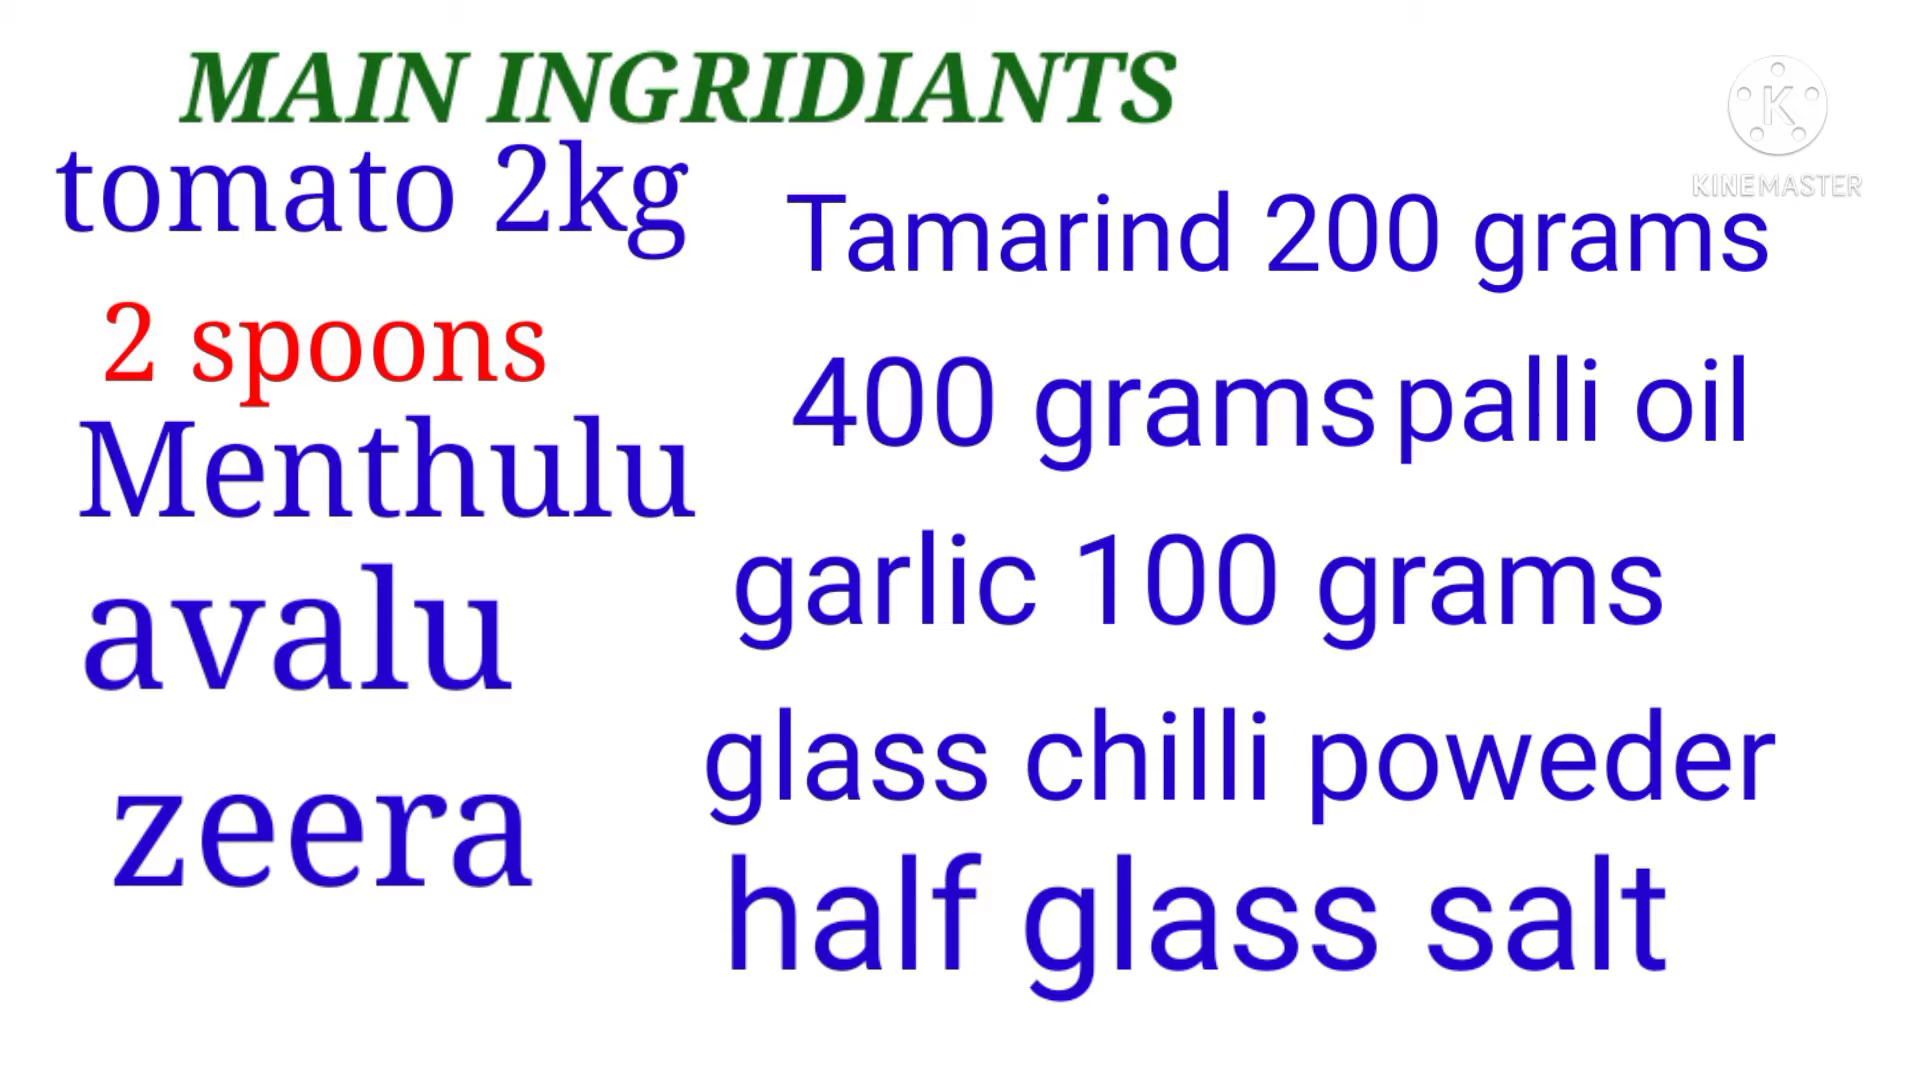 MAIN INGRIDIANTS
tomato 2kg
2 spoons
Menthulu
avalu
zeera
K
KINEMASTER
Tamarind 200 grams
400 grams palli oil
garlic 100 grams
glass chilli poweder
half glass salt